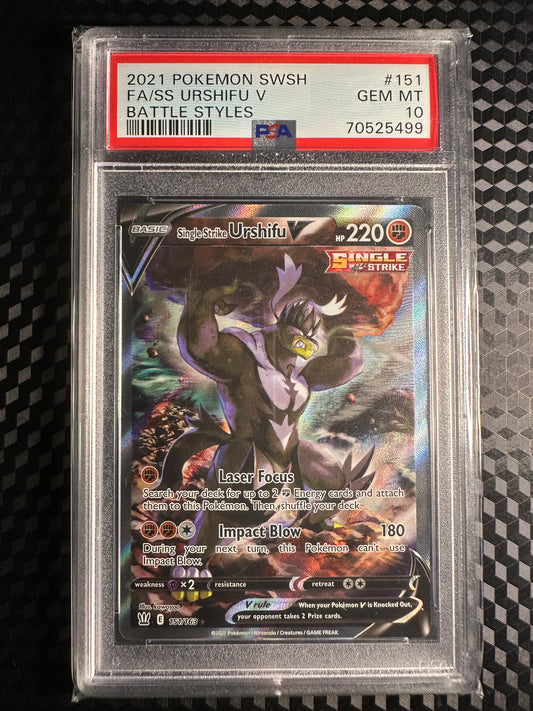 2021 POKEMON SWSH #151
FA/SS URSHIFU V GEM MT
BATTLE STYLES 10
PSA 70525499
BASIC Single Strike Urshifu V HP 220
SINGLE STRIKE
Laser Focus
Search your deck for up to 2 Energy cards and attach
them to this Pokémon. Then, shuffle your deck.
Impact Blow 180
During your next turn, this Pokémon can't use
Impact Blow.
weakness ×2 resistance retreat
Illus. kawayoo
V rule When your Pokémon V is Knocked Out,
your opponent takes 2 Prize cards.
E 151/163
©2021 Pokémon / Nintendo / Creatures / GAME FREAK